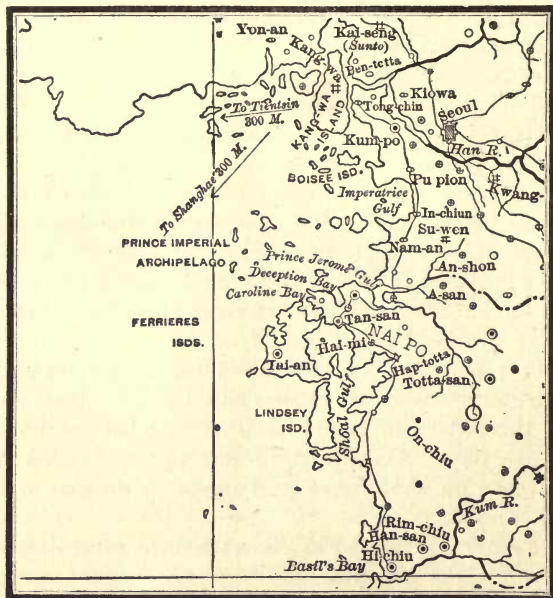 Yon-an
Kai-seng
(Sunto)
Kang-wa
Pen-tetta
Kiowa
Tong-chin
Seoul
To Tientsin
300 M.
KANG-WA
ISLAND
Kum-po
Han R.
BOISEE ISD.
Pu pion
Kwang-
Imperatrice
Gulf
To Shanghae 300 M.
In-chiun
Su-wen
PRINCE IMPERIAL
ARCHIPELAGO
Nam-an
An-shon
Prince Jerome Gulf
Deception Bay
Caroline Bay
A-san
Tan-san
FERRIERES
ISDS.
NAI PO
Hai-mi
Tai-an
Hap-totta
Totta-san
LINDSEY
ISD.
Shoal Gulf
On-chiu
Kum R.
Rim-chiu
Han-san
Hi-chiu
Basil's Bay